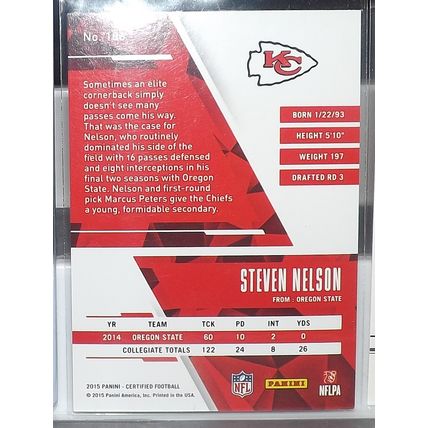 No.
KC
Sometimes an elite
cornerback simply
doesn't see many
passes come his way.
That was the case for
Nelson, who routinely
dominated his side of the
field with 16 passes defensed
and eight interceptions in his
final two seasons with Oregon
State. Nelson and first-round
pick Marcus Peters give the Chiefs
a young, formidable secondary.
BORN 1/22/93
HEIGHT 5'10"
WEIGHT 197
DRAFTED RD 3
STEVEN NELSON
FROM : OREGON STATE
YR TEAM TCK PD INT YDS
2014 OREGON STATE 60 10 2 0
COLLEGIATE TOTALS 122 24 8 26
2015 PANINI - CERTIFIED FOOTBALL
© 2015 Panini America, Inc. Printed in the USA.
NFL
PANINI
NFLPA